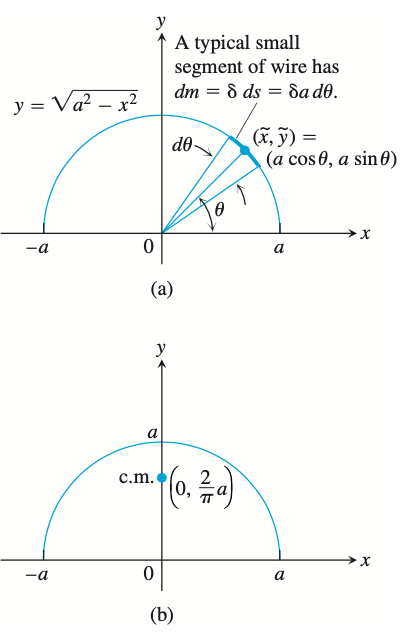 y
A typical small
segment of wire has
dm = δ ds = δa dθ.
y = √a² − x²
dθ
(x̃, ỹ) =
(a cos θ, a sin θ)
θ
x
−a
0
a
(a)
y
a
c.m.
(0, 2/π a)
x
−a
0
a
(b)